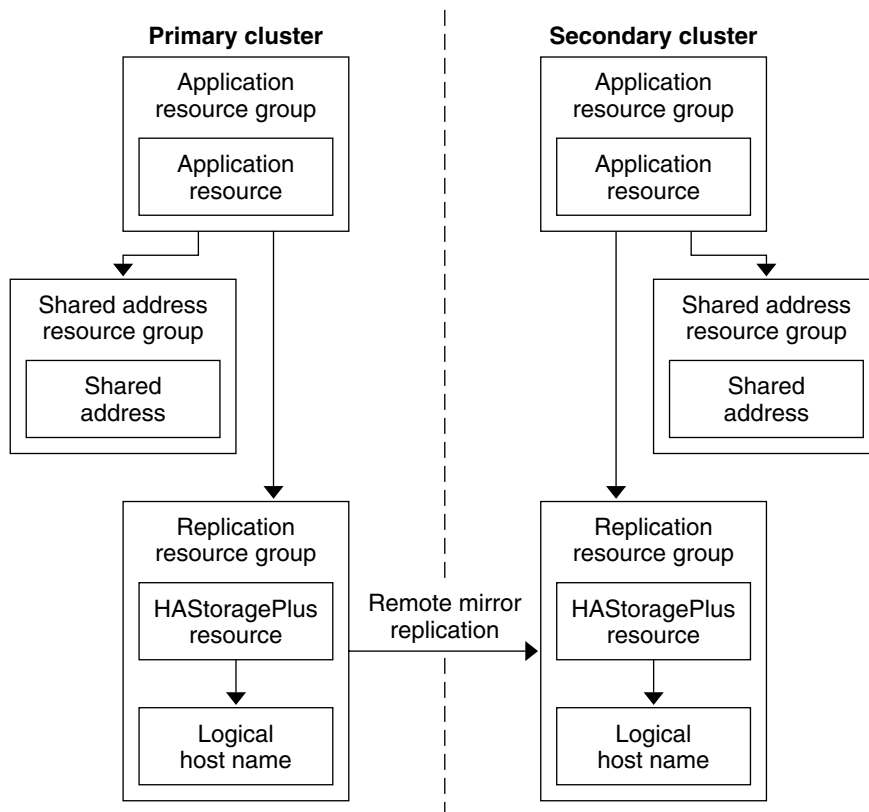 Primary cluster
Application
resource group
Application
resource
Shared address
resource group
Shared
address
Replication
resource group
HAStoragePlus
resource
Logical
host name
Remote mirror
replication
Secondary cluster
Application
resource group
Application
resource
Shared address
resource group
Shared
address
Replication
resource group
HAStoragePlus
resource
Logical
host name